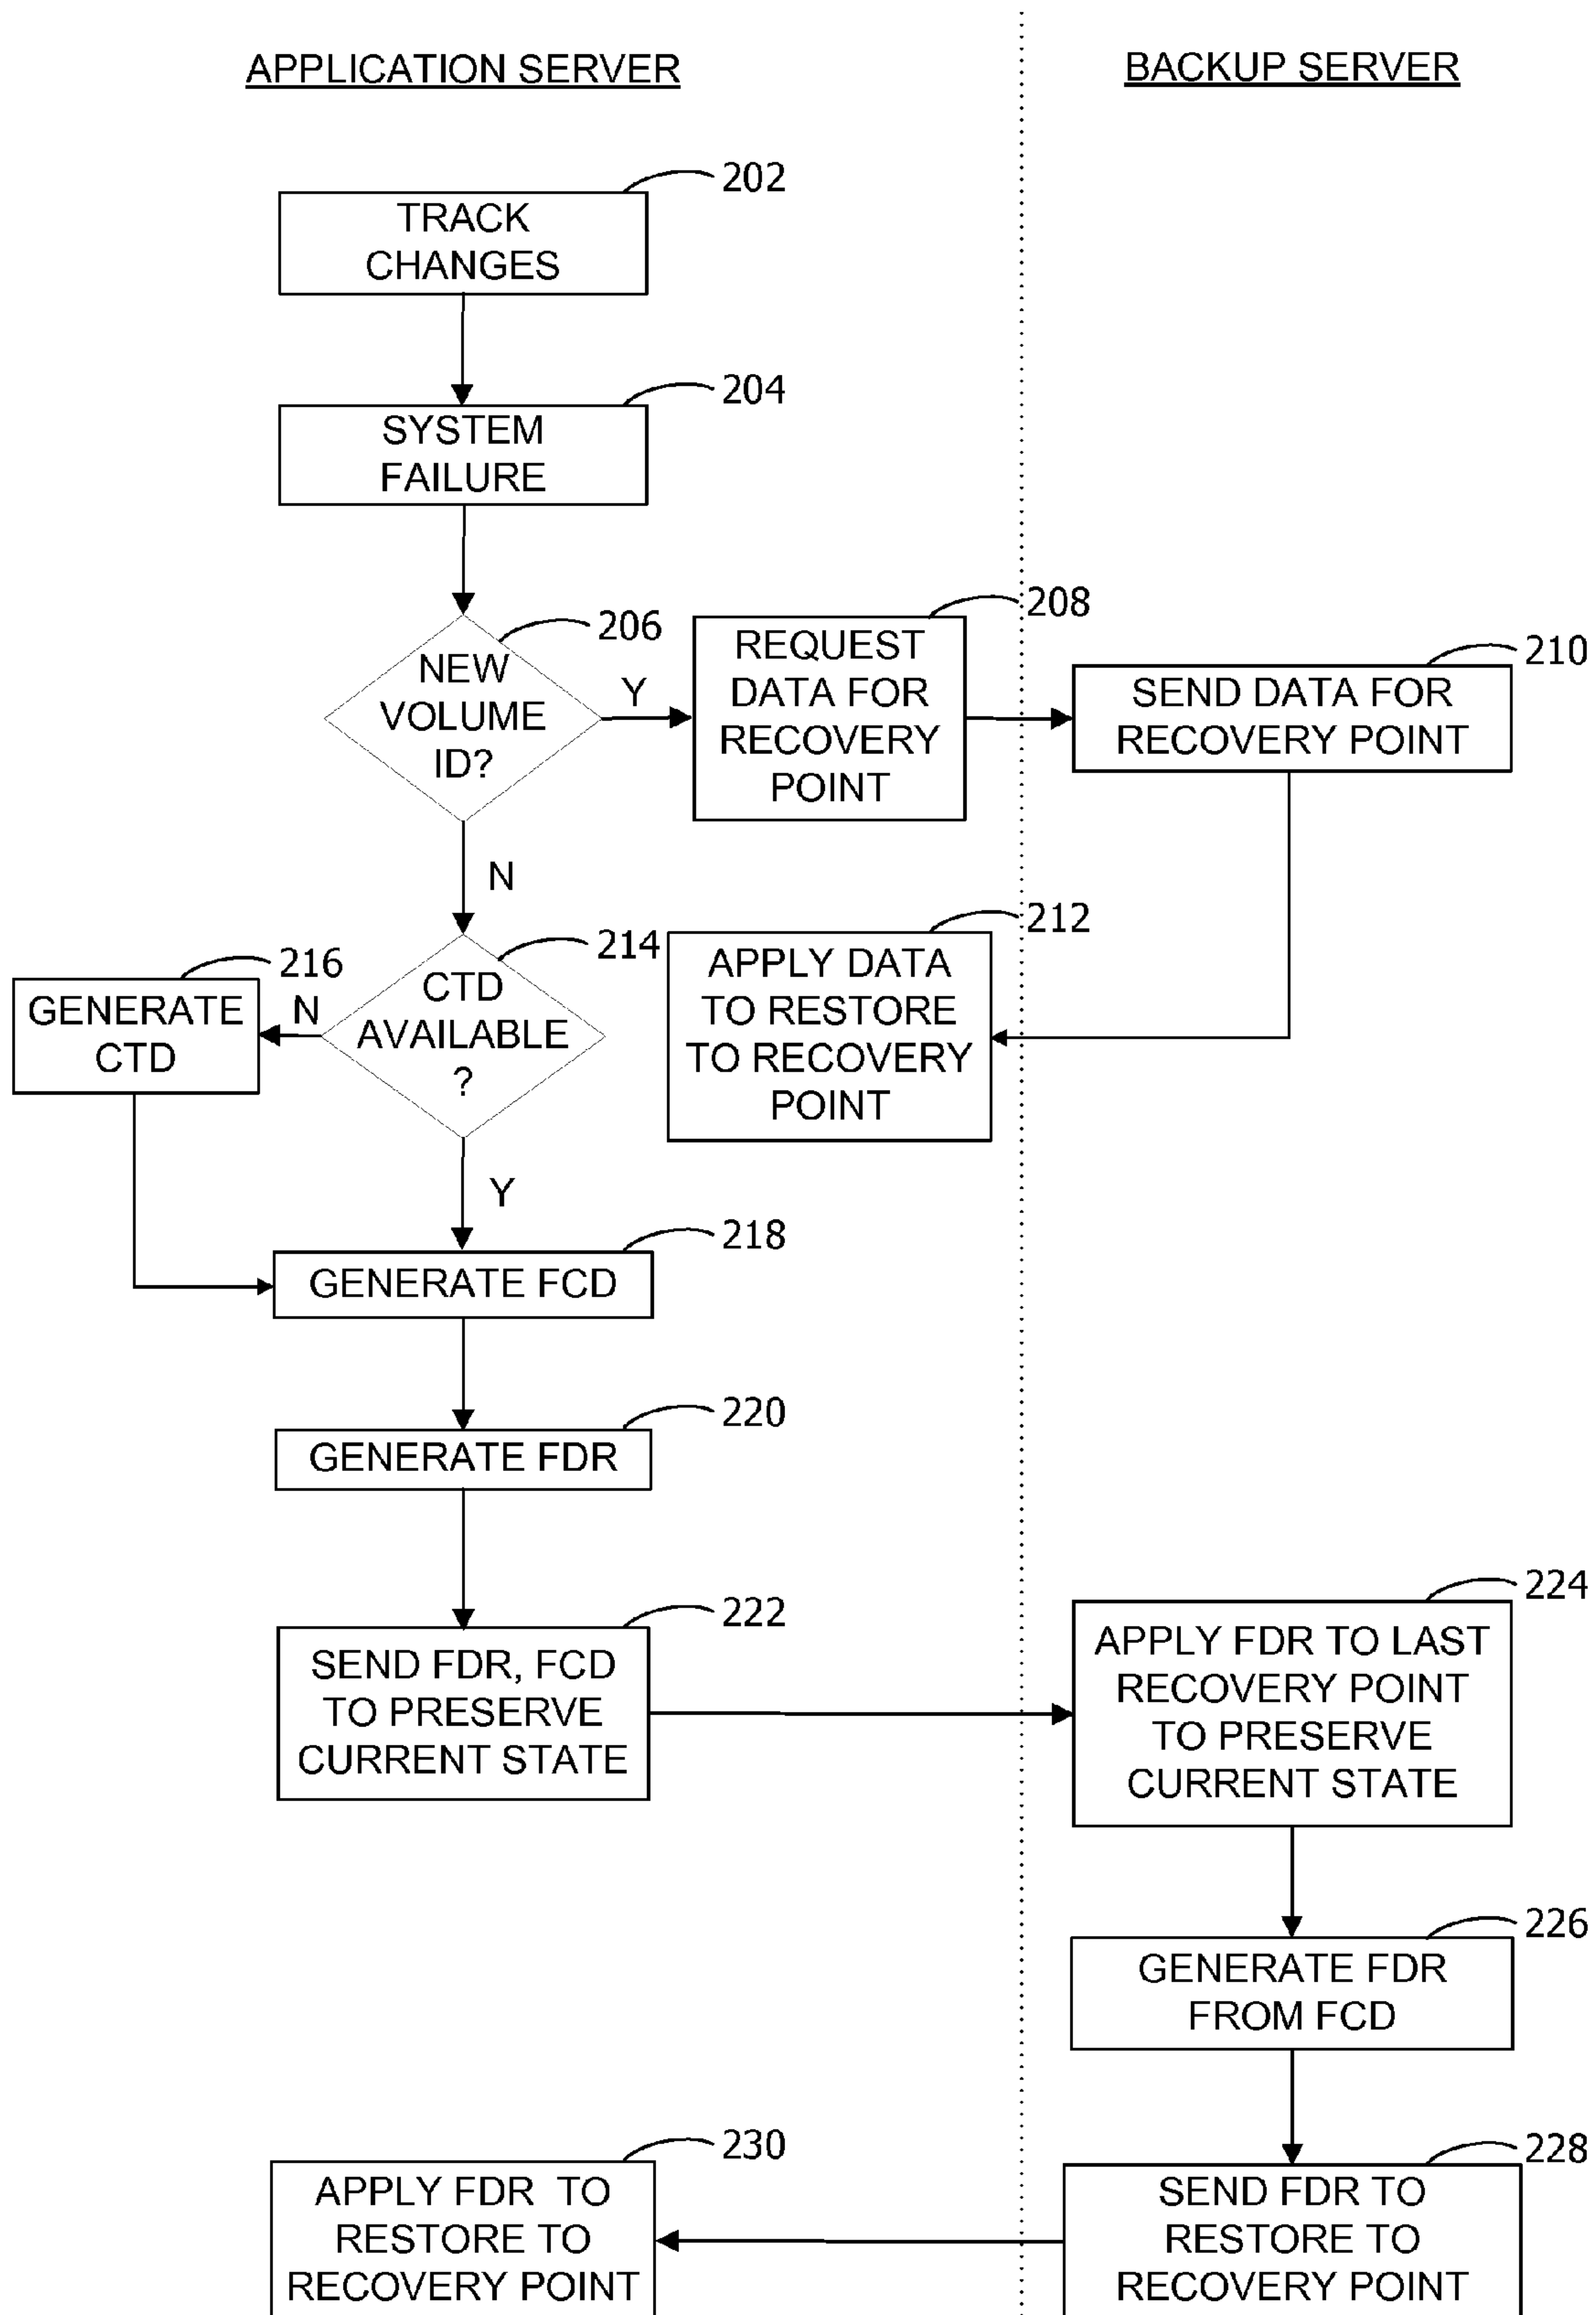 APPLICATION SERVER
BACKUP SERVER
202
TRACK
CHANGES
204
SYSTEM
FAILURE
206
NEW
VOLUME
ID?
Y
N
208
REQUEST
DATA FOR
RECOVERY
POINT
210
SEND DATA FOR
RECOVERY POINT
212
APPLY DATA
TO RESTORE
TO RECOVERY
POINT
214
CTD
AVAILABLE
?
N
Y
216
GENERATE
CTD
218
GENERATE FCD
220
GENERATE FDR
222
SEND FDR, FCD
TO PRESERVE
CURRENT STATE
224
APPLY FDR TO LAST
RECOVERY POINT
TO PRESERVE
CURRENT STATE
226
GENERATE FDR
FROM FCD
228
SEND FDR TO
RESTORE TO
RECOVERY POINT
230
APPLY FDR TO
RESTORE TO
RECOVERY POINT